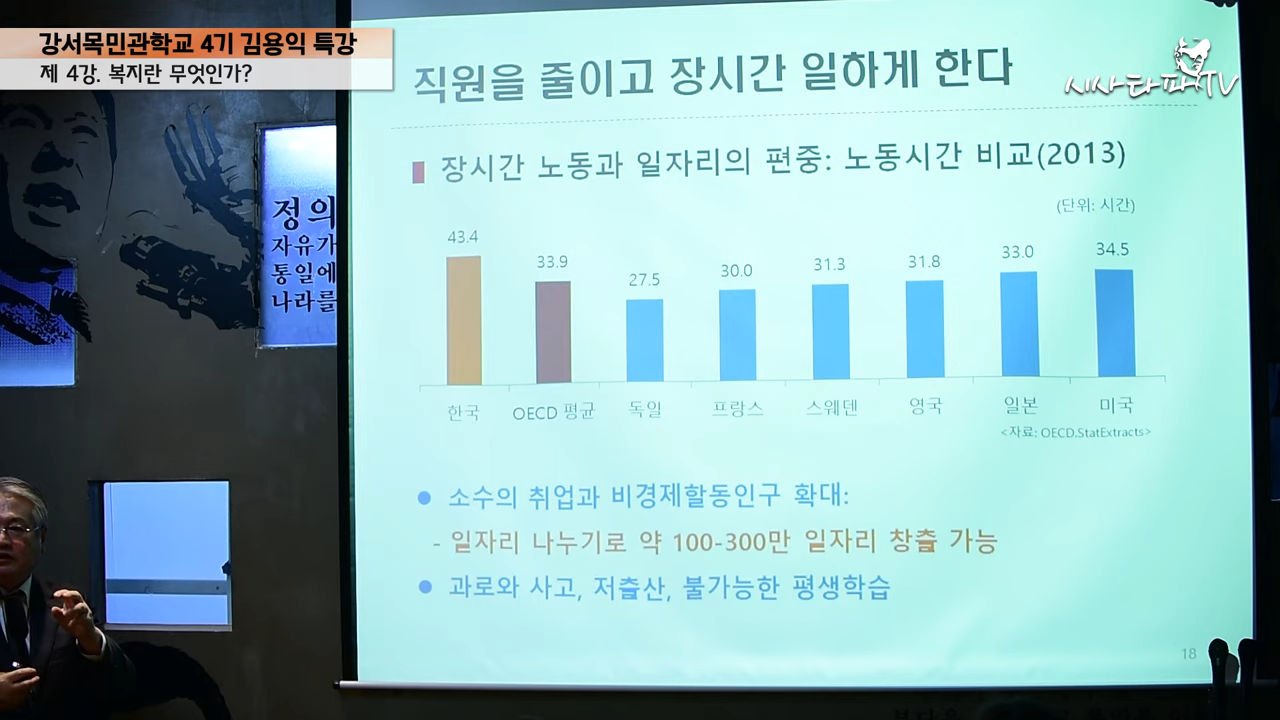 강서목민관학교 4기 김용익 특강
제 4강. 복지란 무엇인가?
시사타파TV
정의
자유가
통일에
나라를
직원을 줄이고 장시간 일하게 한다
장시간 노동과 일자리의 편중: 노동시간 비교(2013)
(단위: 시간)
43.4 33.9 27.5 30.0 31.3 31.8 33.0 34.5
한국 OECD 평균 독일 프랑스 스웨덴 영국 일본 미국
<자료: OECD.StatExtracts>
● 소수의 취업과 비경제할동인구 확대:
- 일자리 나누기로 약 100-300만 일자리 창출 가능
● 과로와 사고, 저출산, 불가능한 평생학습
18